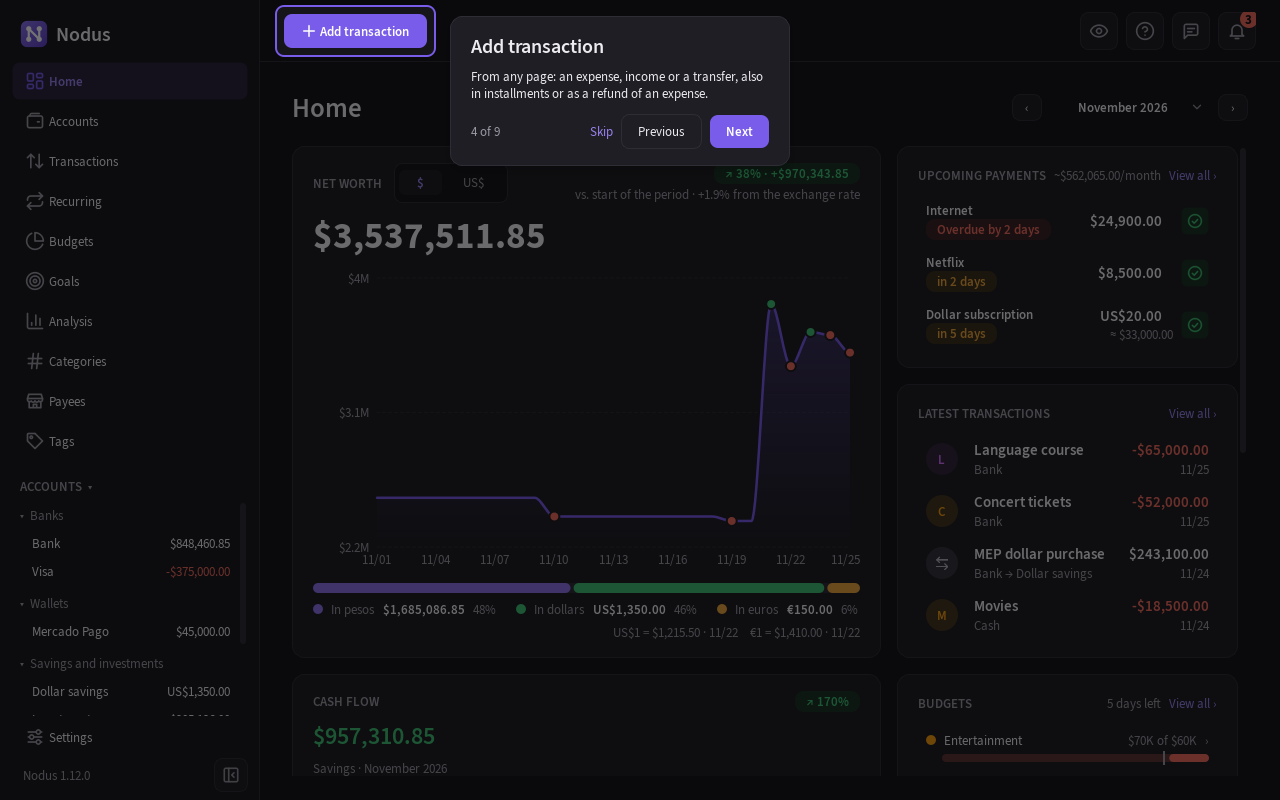 Nodus
Home
Accounts
Transactions
Recurring
Budgets
Goals
Analysis
Categories
Payees
Tags
ACCOUNTS
Banks
Bank $848,460.85
Visa -$375,000.00
Wallets
Mercado Pago $45,000.00
Savings and investments
Dollar savings US$1,350.00
Settings
Nodus 1.12.0
Add transaction
Add transaction
From any page: an expense, income or a transfer, also
in installments or as a refund of an expense.
4 of 9 Skip Previous Next
3
Home
‹ November 2026 ›
NET WORTH $ US$
↗ 38% · +$970,343.85
vs. start of the period · +1.9% from the exchange rate
$3,537,511.85
$4M
$3.1M
$2.2M
11/01 11/04 11/07 11/10 11/13 11/16 11/19 11/22 11/25
In pesos $1,685,086.85 48% In dollars US$1,350.00 46% In euros €150.00 6%
US$1 = $1,215.50 · 11/22 €1 = $1,410.00 · 11/22
CASH FLOW ↗ 170%
$957,310.85
Savings · November 2026
UPCOMING PAYMENTS ~$562,065.00/month View all ›
Internet
Overdue by 2 days
$24,900.00
Netflix
in 2 days
$8,500.00
Dollar subscription
in 5 days
US$20.00
≈ $33,000.00
LATEST TRANSACTIONS View all ›
L Language course -$65,000.00
Bank 11/25
C Concert tickets -$52,000.00
Bank 11/25
MEP dollar purchase $243,100.00
Bank → Dollar savings 11/24
M Movies -$18,500.00
Cash 11/24
BUDGETS 5 days left View all ›
Entertainment $70K of $60K ›